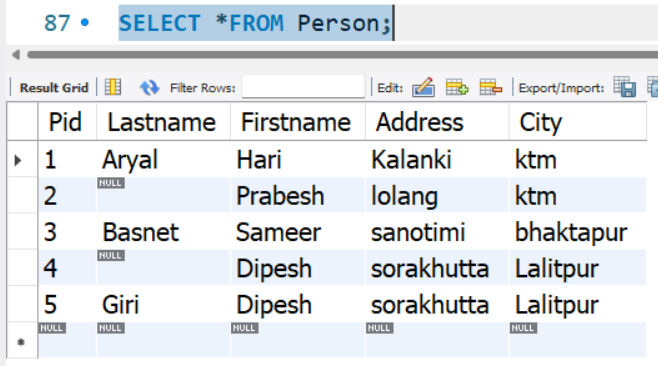 87 SELECT *FROM Person;
Result Grid Filter Rows: Edit: Export/Import:
Pid Lastname Firstname Address City
1 Aryal Hari Kalanki ktm
2 NULL Prabesh lolang ktm
3 Basnet Sameer sanotimi bhaktapur
4 NULL Dipesh sorakhutta Lalitpur
5 Giri Dipesh sorakhutta Lalitpur
NULL NULL NULL NULL NULL